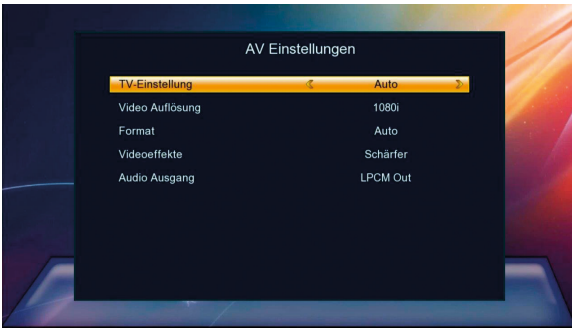 AV Einstellungen
TV-Einstellung Auto
Video Auflösung 1080i
Format Auto
Videoeffekte Schärfer
Audio Ausgang LPCM Out